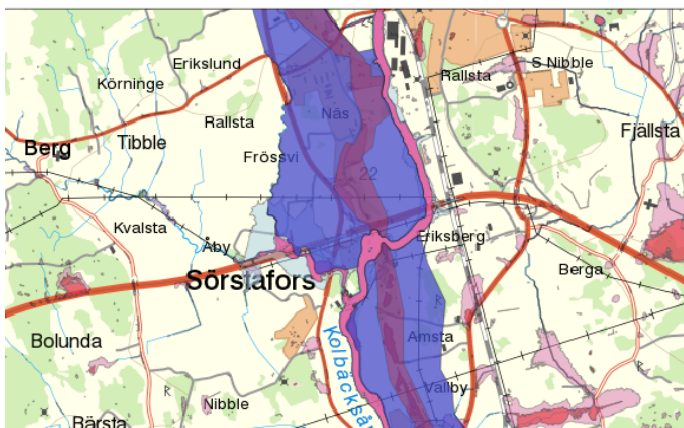 Erikslund
S Nibble
Rallsta
Körninge
Näs
Rallsta
Fjällsta
Tibble
Berg
Frössvi
22
Kvalsta
Åby
Eriksberg
Berga
Sörstafors
Bolunda
Amsta
Kolbäcksån
Vallby
Nibble
R
R
R
Bärsta